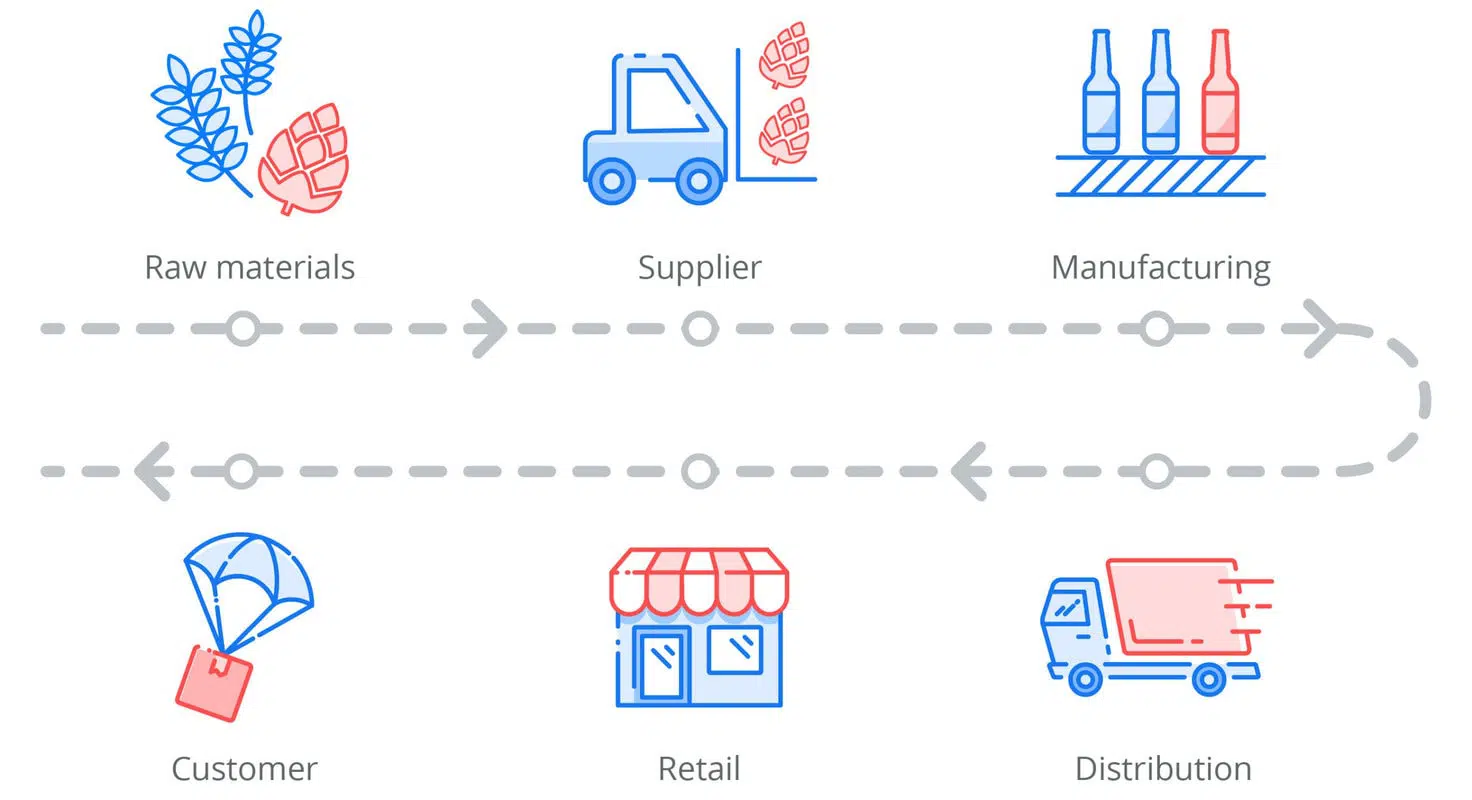 Raw materials
Supplier
Manufacturing
Customer
Retail
Distribution